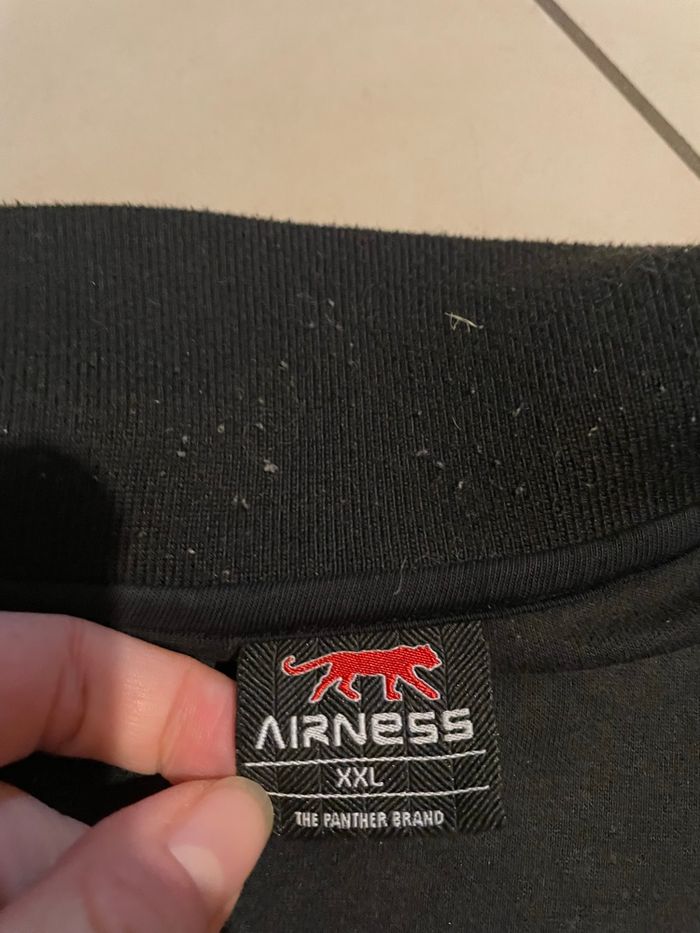 AIRNESS
XXL
THE PANTHER BRAND